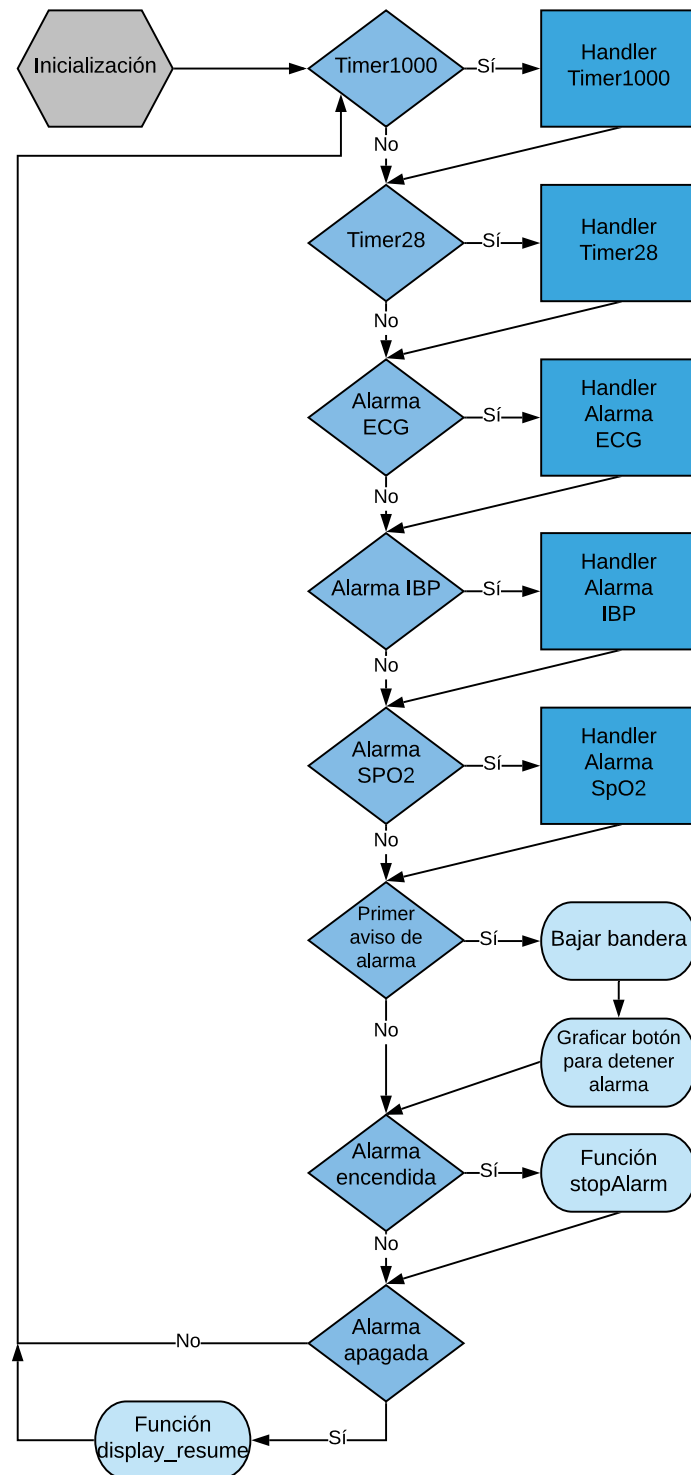 Inicialización
Timer1000
Sí
Handler
Timer1000
No
Timer28
Sí
Handler
Timer28
No
Alarma
ECG
Sí
Handler
Alarma
ECG
No
Alarma IBP
Sí
Handler
Alarma
IBP
No
Alarma
SPO2
Sí
Handler
Alarma
SpO2
No
Primer
aviso de
alarma
Sí
Bajar bandera
No
Graficar botón
para detener
alarma
Alarma
encendida
Sí
Función
stopAlarm
No
Alarma
apagada
No
Sí
Función
display_resume